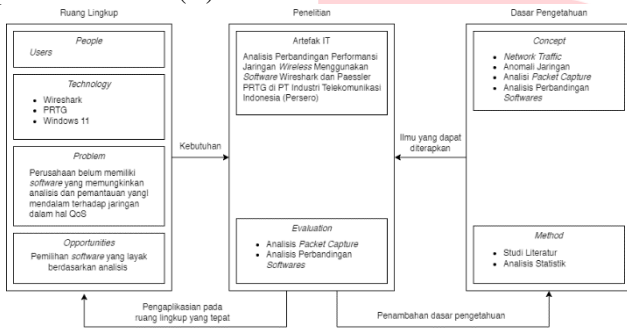 Ruang Lingkup
Penelitian
Dasar Pengetahuan
People
Users
Technology
• Wireshark
• PRTG
• Windows 11
Problem
Perusahaan belum memiliki
software yang memungkinkan
analisis dan pemantauan yangl
mendalam terhadap jaringan
dalam hal QoS
Opportunities
Pemilihan software yang layak
berdasarkan analisis
Kebutuhan
Artefak IT
Analisis Perbandingan Performansi
Jaringan Wireless Menggunakan
Software Wireshark dan Paessler
PRTG di PT Industri Telekomunikasi
Indonesia (Persero)
Evaluation
• Analisis Packet Capture
• Analisis Perbandingan
Softwares
Ilmu yang dapat
diterapkan
Concept
• Network Traffic
• Anomali Jaringan
• Analisi Packet Capture
• Analisis Perbandingan
Softwares
Method
• Studi Literatur
• Analisis Statistik
Pengaplikasian pada
ruang lingkup yang tepat
Penambahan dasar pengetahuan